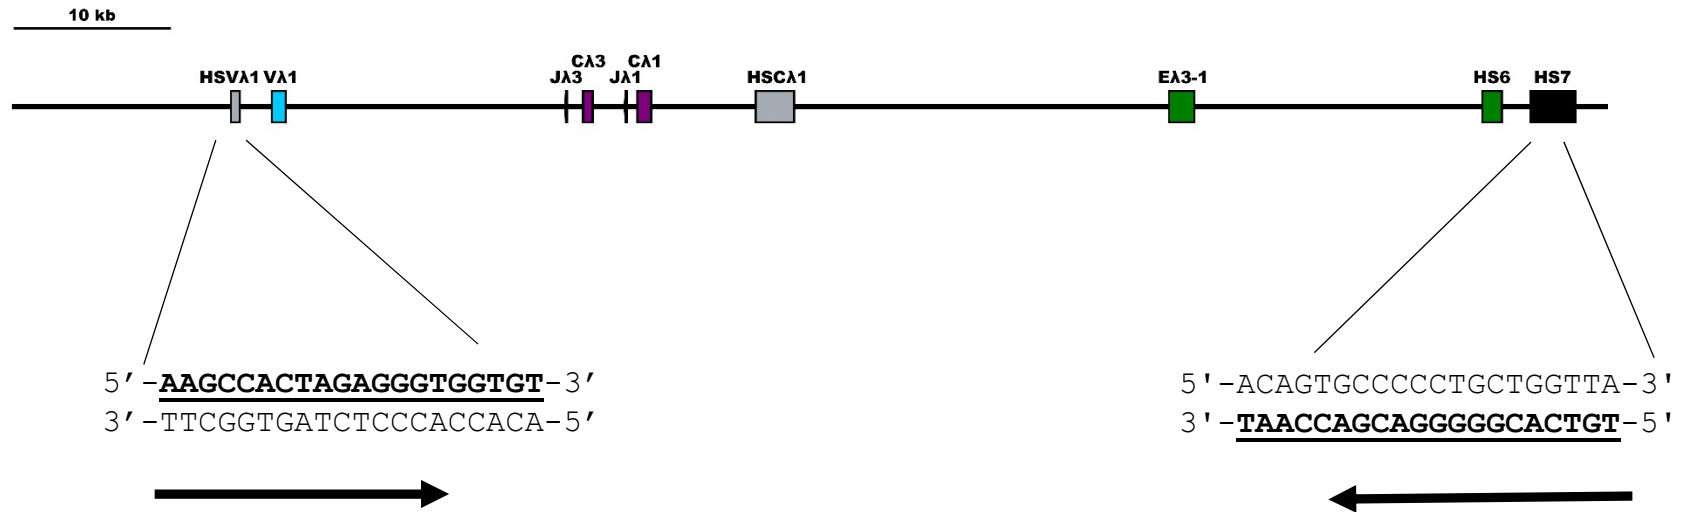 10 kb
HSVλ1 Vλ1 Jλ3 Cλ3 Jλ1 Cλ1 HSCλ1 Eλ3-1 HS6 HS7
5′-AAGCCACTAGAGGGTGGTGT-3′
3′-TTCGGTGATCTCCCACCACA-5′
5'-ACAGTGCCCCCTGCTGGTTA-3'
3'-TAACCAGCAGGGGGCACTGT-5'